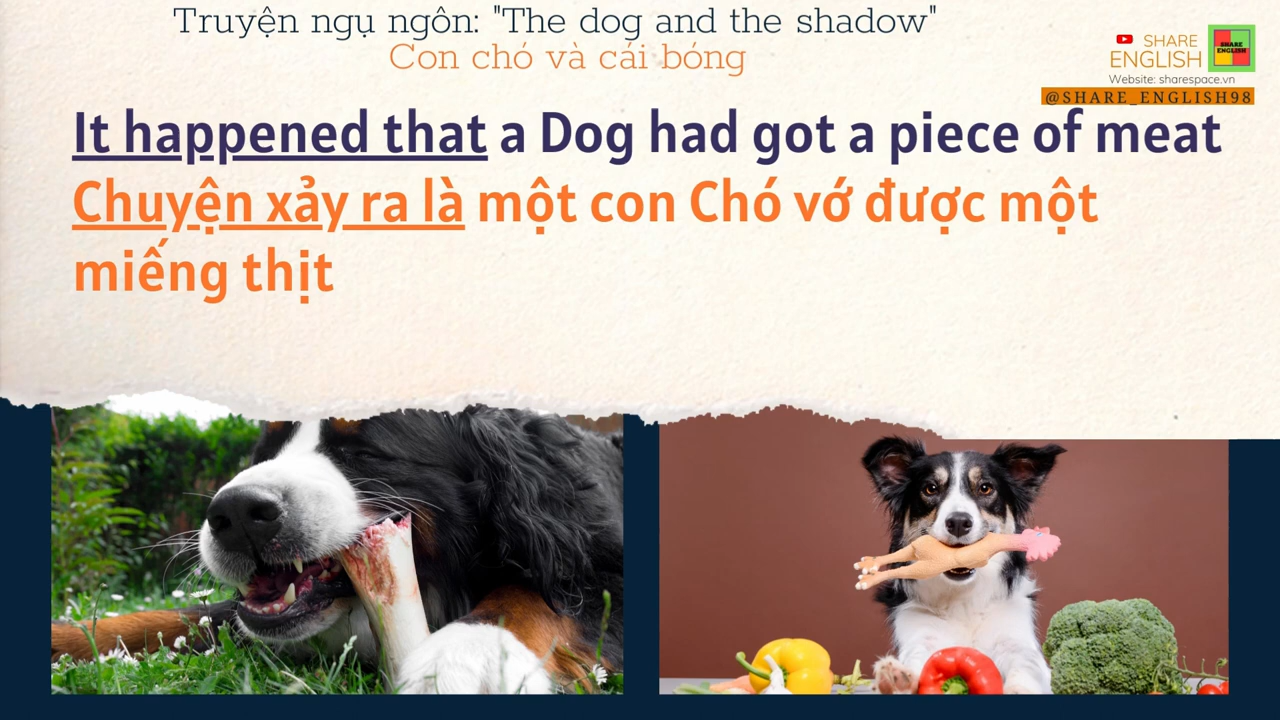 Truyện ngụ ngôn: "The dog and the shadow"
Con chó và cái bóng
SHARE
ENGLISH
SHARE
ENGLISH
Website: sharespace.vn
@SHARE_ENGLISH98
It happened that a Dog had got a piece of meat
Chuyện xảy ra là một con Chó vớ được một
miếng thịt